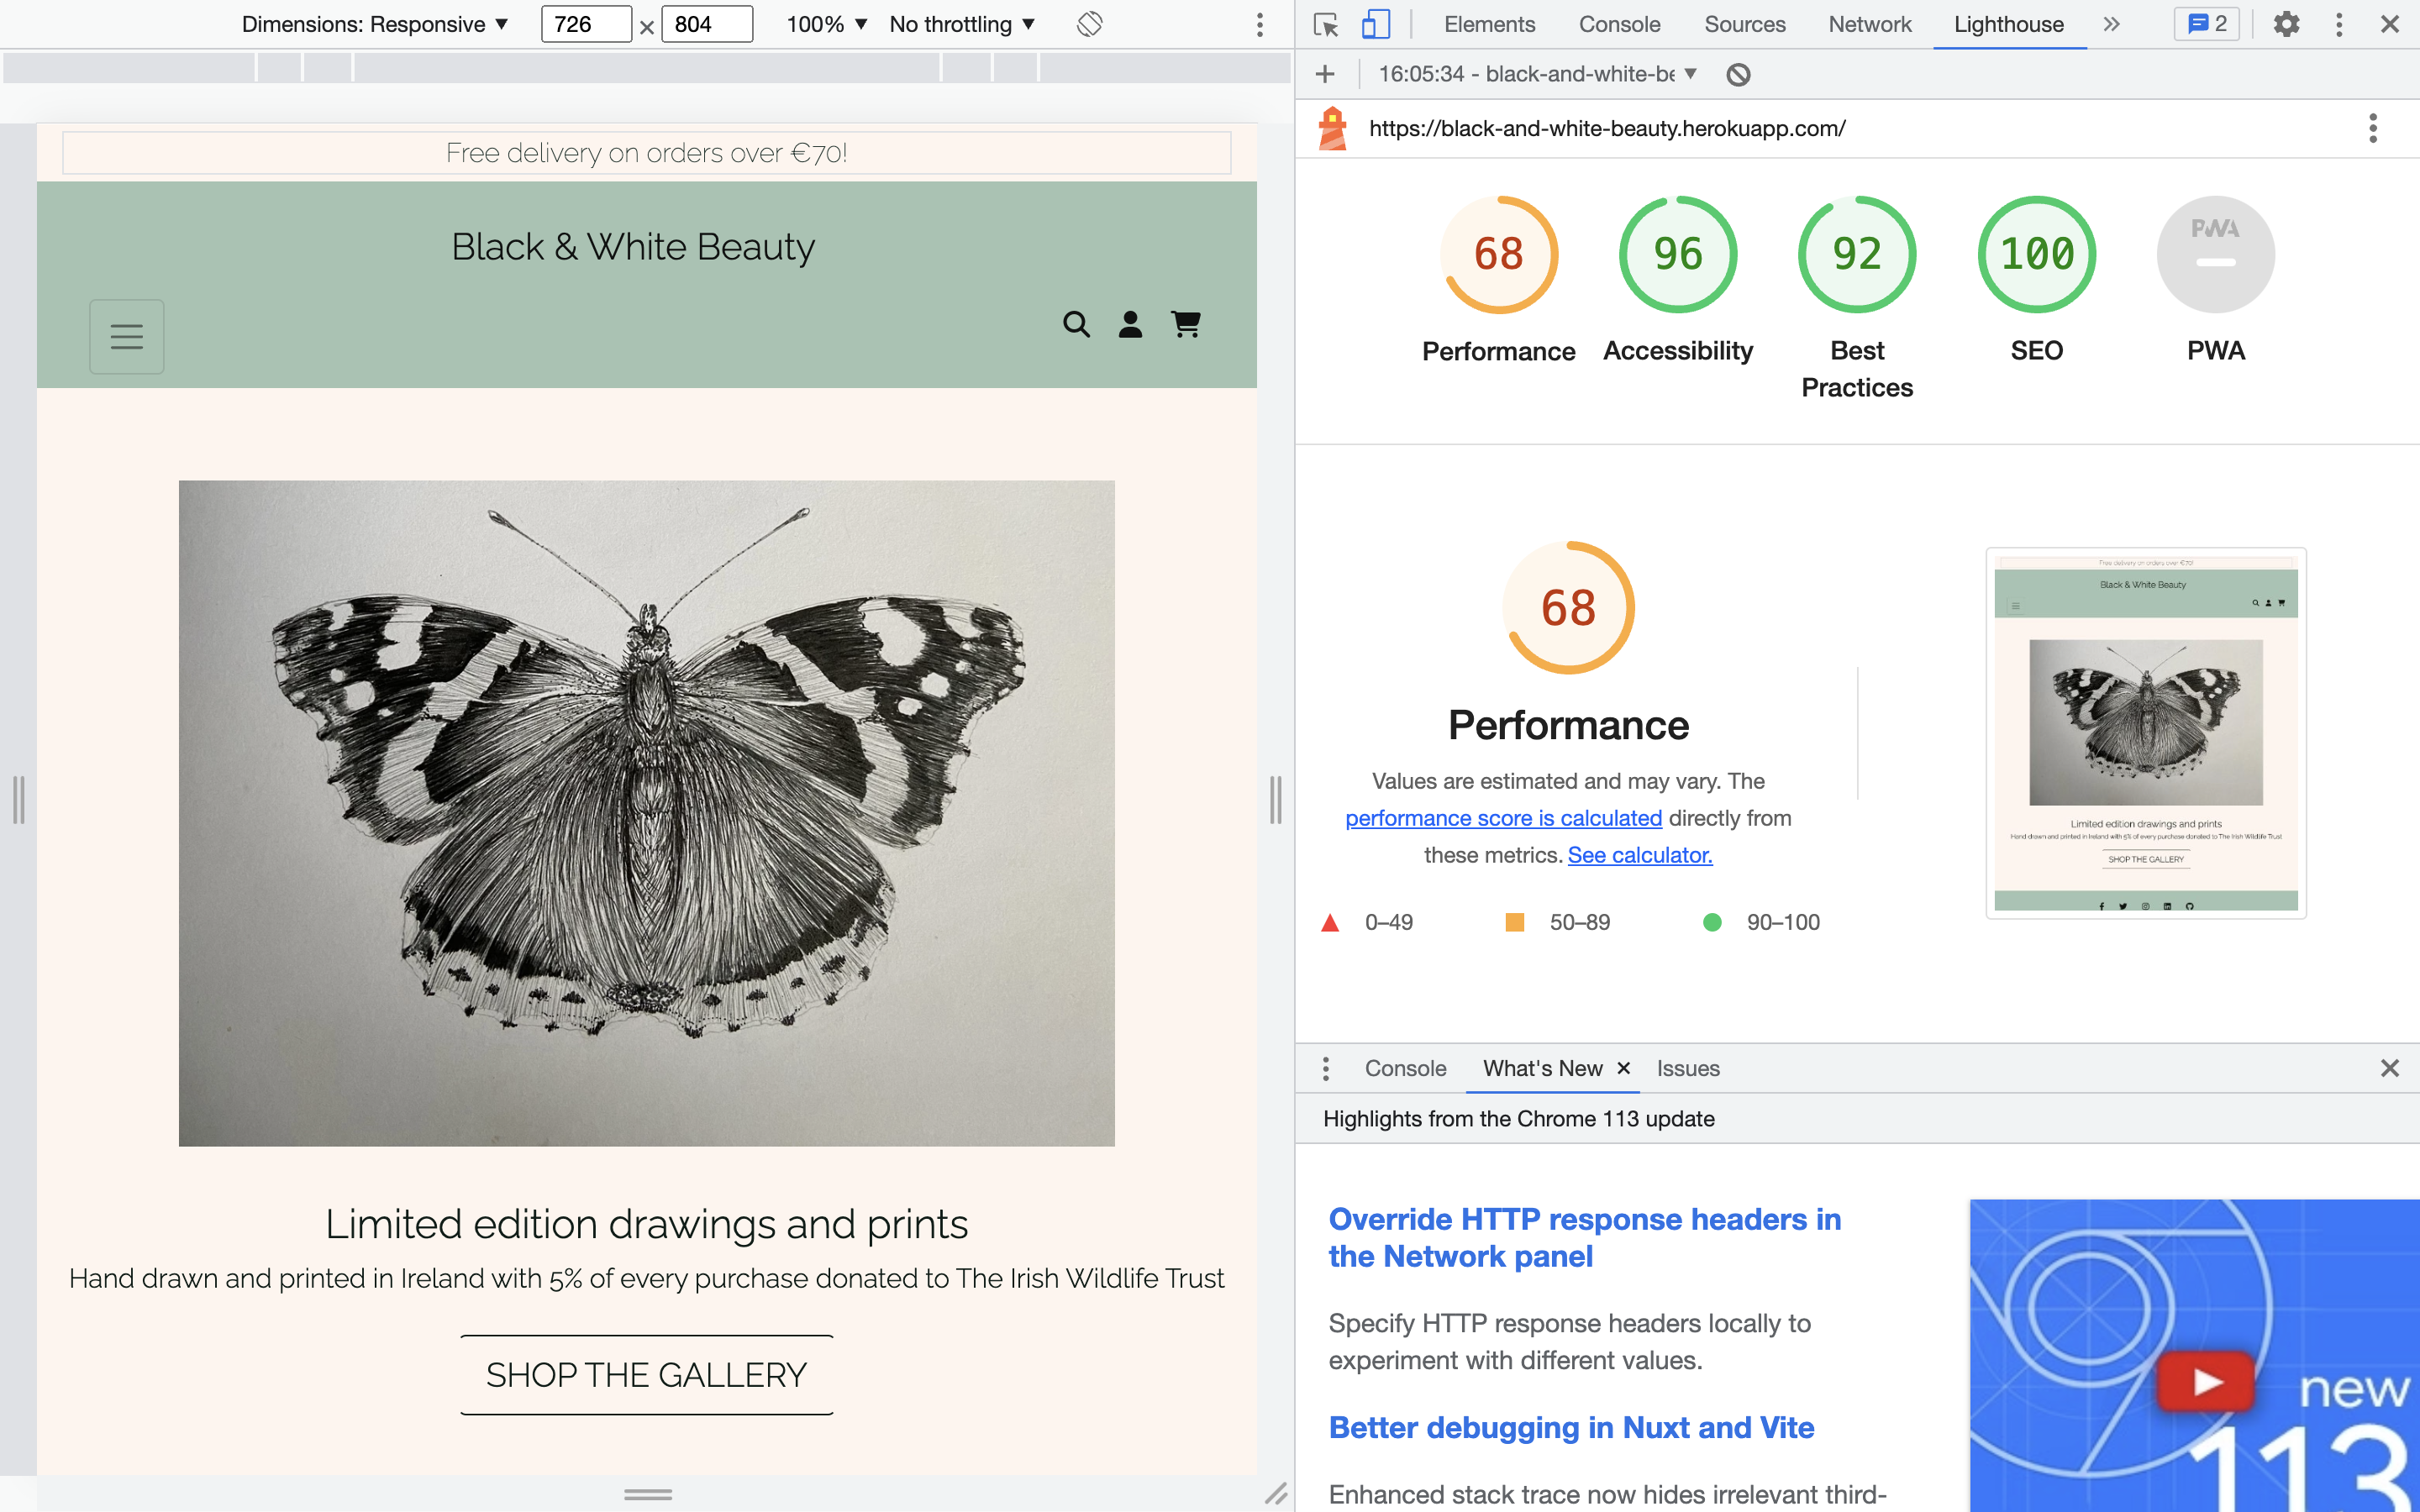 Dimensions: Responsive ▼ 726 × 804 100% ▼ No throttling ▼
Free delivery on orders over €70!
Black & White Beauty
Limited edition drawings and prints
Hand drawn and printed in Ireland with 5% of every purchase donated to The Irish Wildlife Trust
SHOP THE GALLERY
Elements Console Sources Network Lighthouse 2
16:05:34 - black-and-white-be ▼
https://black-and-white-beauty.herokuapp.com/
68 96 92 100 PWA
Performance Accessibility Best Practices SEO PWA
68
Performance
Values are estimated and may vary. The
performance score is calculated directly from
these metrics. See calculator.
0–49 50–89 90–100
Free delivery on orders over €70!
Black & White Beauty
Limited edition drawings and prints
Hand drawn and printed in Ireland with 5% of every purchase donated to The Irish Wildlife Trust
SHOP THE GALLERY
Console What's New × Issues
Highlights from the Chrome 113 update
Override HTTP response headers in
the Network panel
Specify HTTP response headers locally to
experiment with different values.
Better debugging in Nuxt and Vite
Enhanced stack trace now hides irrelevant third-
new
113